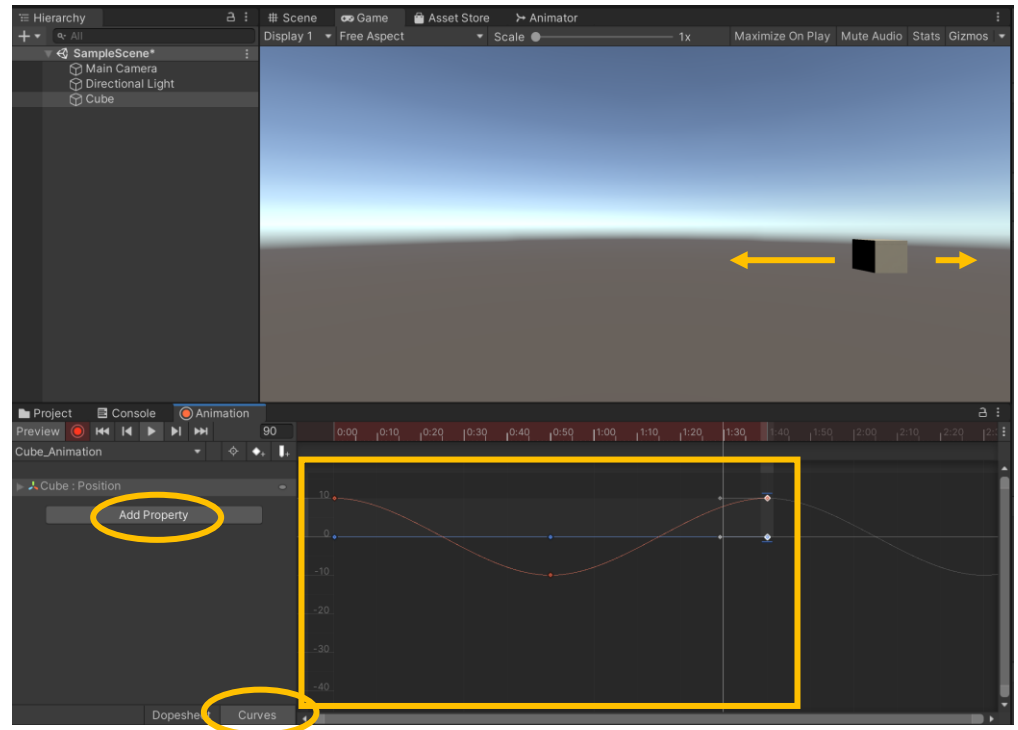 Hierarchy
Scene Game Asset Store Animator
All
Display 1 Free Aspect Scale 1x Maximize On Play Mute Audio Stats Gizmos
SampleScene*
Main Camera
Directional Light
Cube
Project Console Animation
Preview 90 0:00 0:10 0:20 0:30 0:40 0:50 1:00 1:10 1:20 1:30 1:40 1:50 2:00 2:10 2:20
Cube_Animation
Cube : Position
10
Add Property
0
-10
-20
-30
-40
Curves